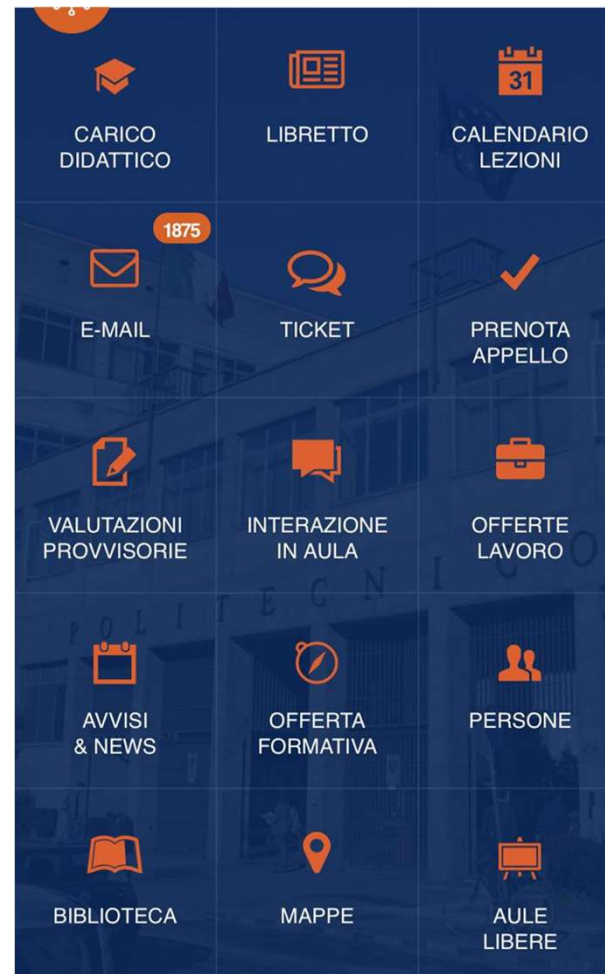 CARICO
DIDATTICO
LIBRETTO
31
CALENDARIO
LEZIONI
1875
E-MAIL
TICKET
PRENOTA
APPELLO
VALUTAZIONI
PROVVISORIE
INTERAZIONE
IN AULA
OFFERTE
LAVORO
POLITECNICO
AVVISI
& NEWS
OFFERTA
FORMATIVA
PERSONE
BIBLIOTECA
MAPPE
AULE
LIBERE